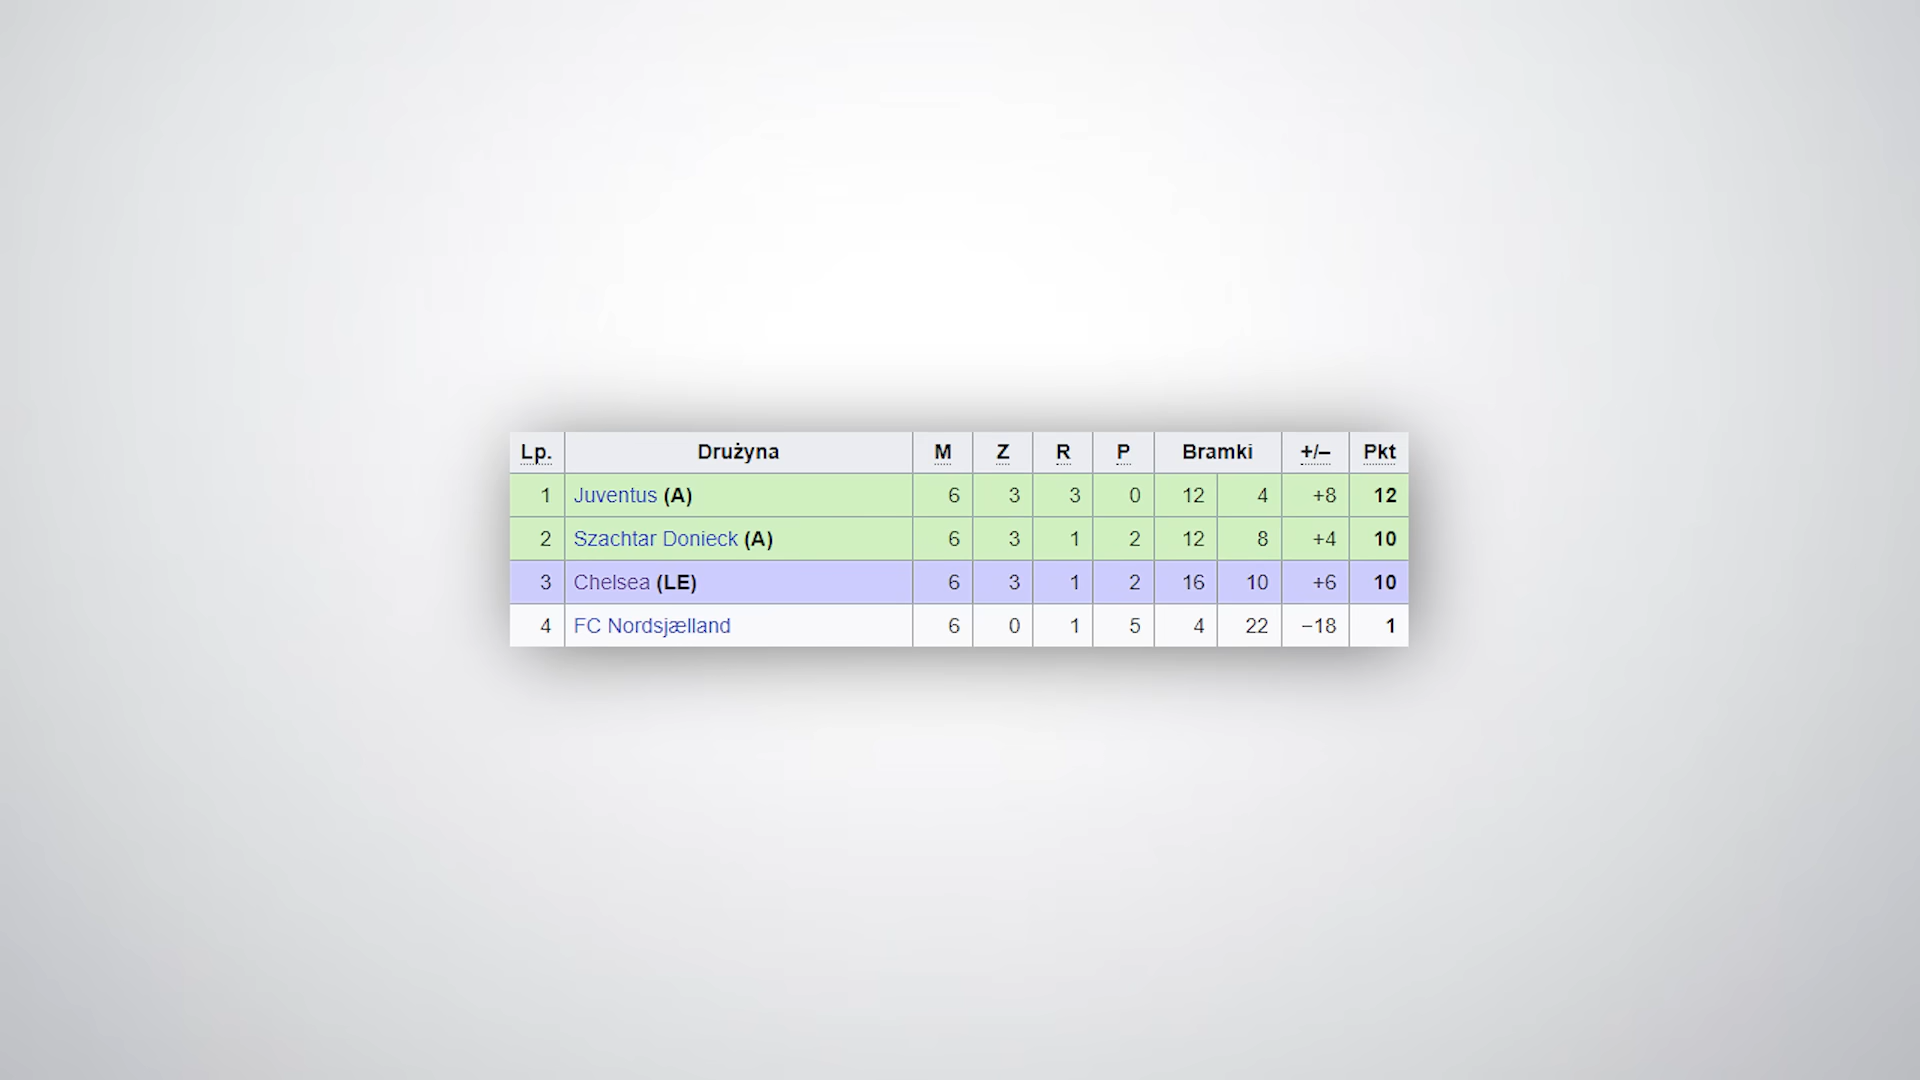 Lp. Drużyna M Z R P Bramki +/– Pkt
1 Juventus (A) 6 3 3 0 12 4 +8 12
2 Szachtar Donieck (A) 6 3 1 2 12 8 +4 10
3 Chelsea (LE) 6 3 1 2 16 10 +6 10
4 FC Nordsjælland 6 0 1 5 4 22 −18 1